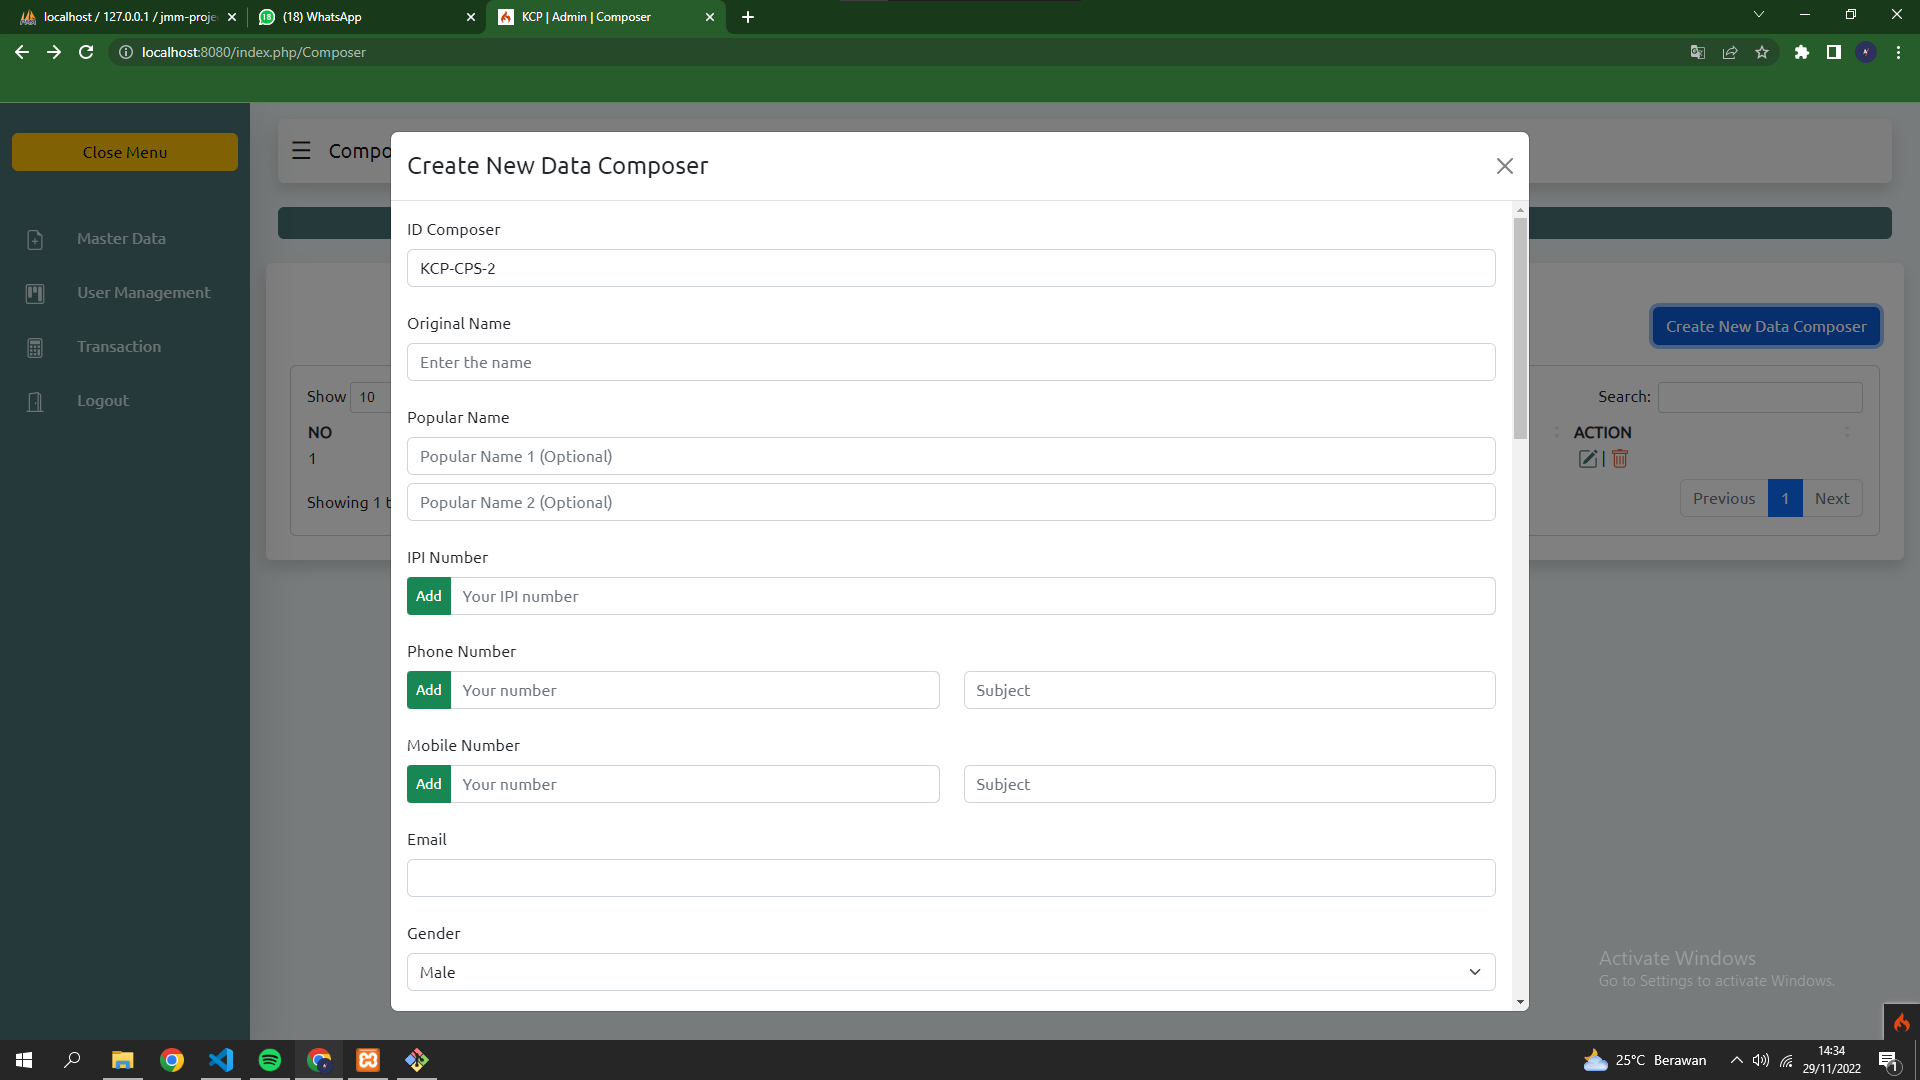 localhost / 127.0.0.1 / jmm-proje
(18) WhatsApp
KCP | Admin | Composer
localhost:8080/index.php/Composer
Close Menu
Master Data
User Management
Transaction
Logout
Compo
Create New Data Composer
ID Composer
KCP-CPS-2
Original Name
Enter the name
Popular Name
Popular Name 1 (Optional)
Popular Name 2 (Optional)
IPI Number
Add Your IPI number
Phone Number
Add Your number Subject
Mobile Number
Add Your number Subject
Email
Gender
Male
Create New Data Composer
Show 10
Search:
NO
ACTION
1
|
Showing 1 t
Previous 1 Next
Activate Windows
Go to Settings to activate Windows.
25°C Berawan
14:34
29/11/2022
1